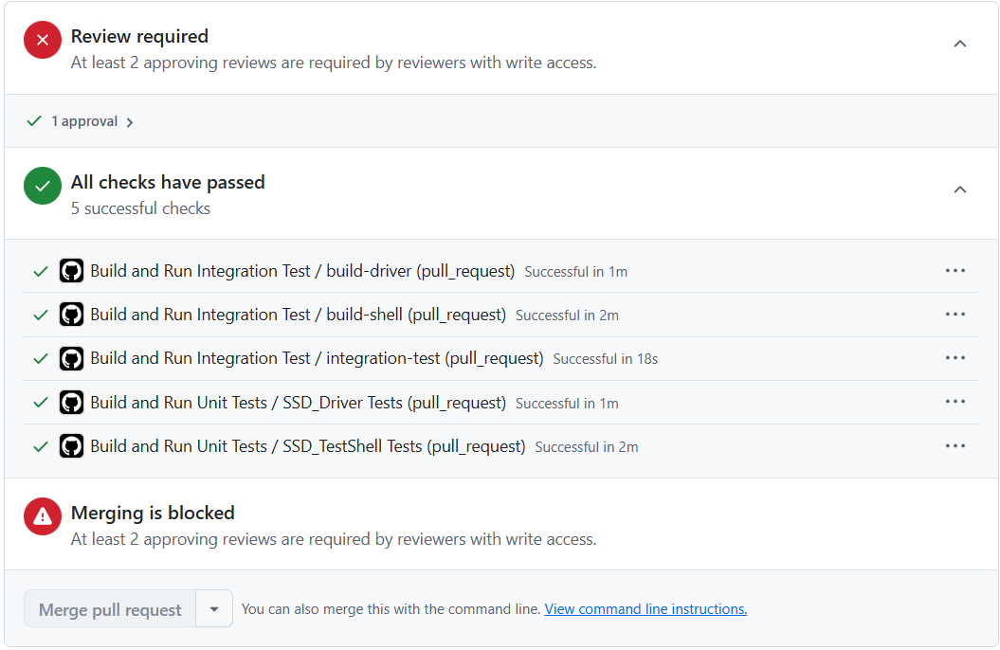 Review required
At least 2 approving reviews are required by reviewers with write access.
1 approval
All checks have passed
5 successful checks
Build and Run Integration Test / build-driver (pull_request) Successful in 1m
Build and Run Integration Test / build-shell (pull_request) Successful in 2m
Build and Run Integration Test / integration-test (pull_request) Successful in 18s
Build and Run Unit Tests / SSD_Driver Tests (pull_request) Successful in 1m
Build and Run Unit Tests / SSD_TestShell Tests (pull_request) Successful in 2m
Merging is blocked
At least 2 approving reviews are required by reviewers with write access.
Merge pull request You can also merge this with the command line. View command line instructions.